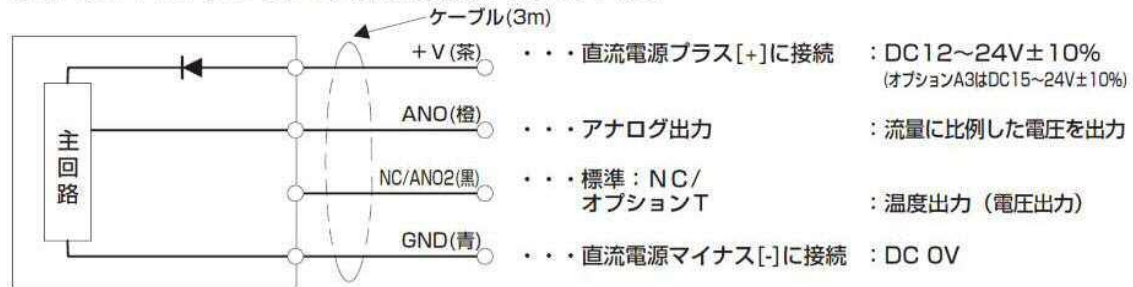 ケーブル(3m)
+V(茶) ・・・直流電源プラス[+]に接続 :DC12~24V±10%
(オプションA3はDC15~24V±10%)
ANO(橙) ・・・アナログ出力 :流量に比例した電圧を出力
主回路
NC/ANO2(黒) ・・・標準:NC/
オプションT :温度出力(電圧出力)
GND(青) ・・・直流電源マイナス[-]に接続 :DC 0V